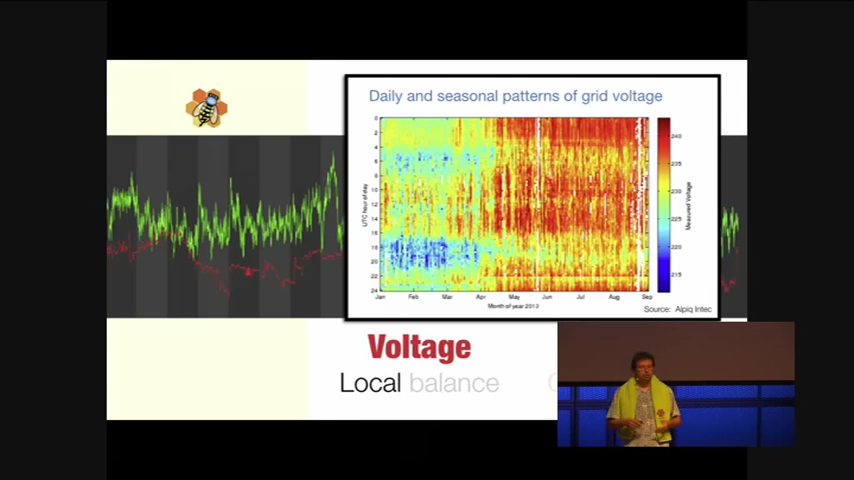 Daily and seasonal patterns of grid voltage
0
2
4
6
8
10
12
14
16
18
20
22
24
UTC hour of day
Jan Feb Mar Apr May Jun Jul Aug Sep
Month of year 2013
240
235
230
225
220
215
Measured Voltage
Source: Alpiq Intec
Voltage
Local balance